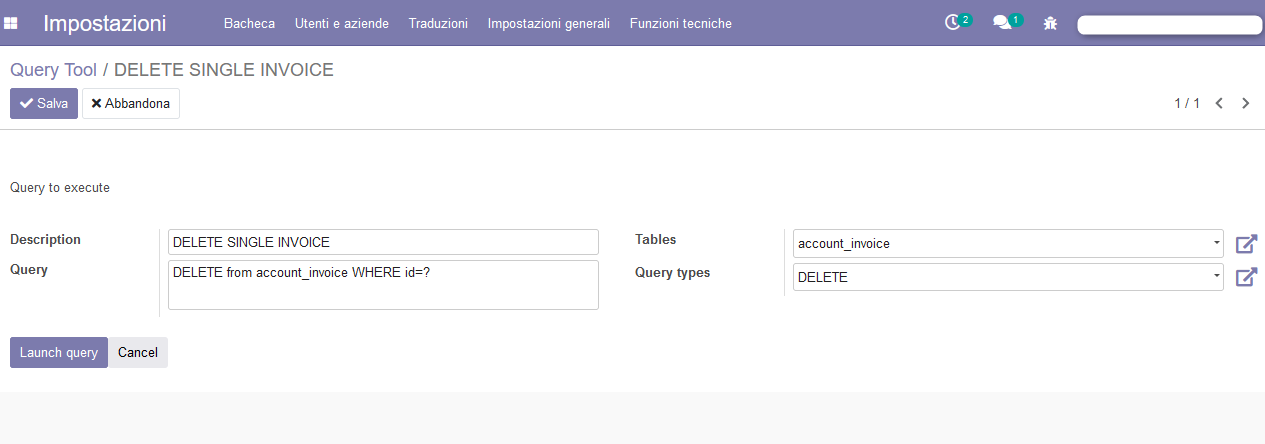 Impostazioni Bacheca Utenti e aziende Traduzioni Impostazioni generali Funzioni tecniche 2 1
Query Tool / DELETE SINGLE INVOICE
Salva Abbandona 1 / 1
Query to execute
Description DELETE SINGLE INVOICE Tables account_invoice
Query DELETE from account_invoice WHERE id=? Query types DELETE
Launch query Cancel